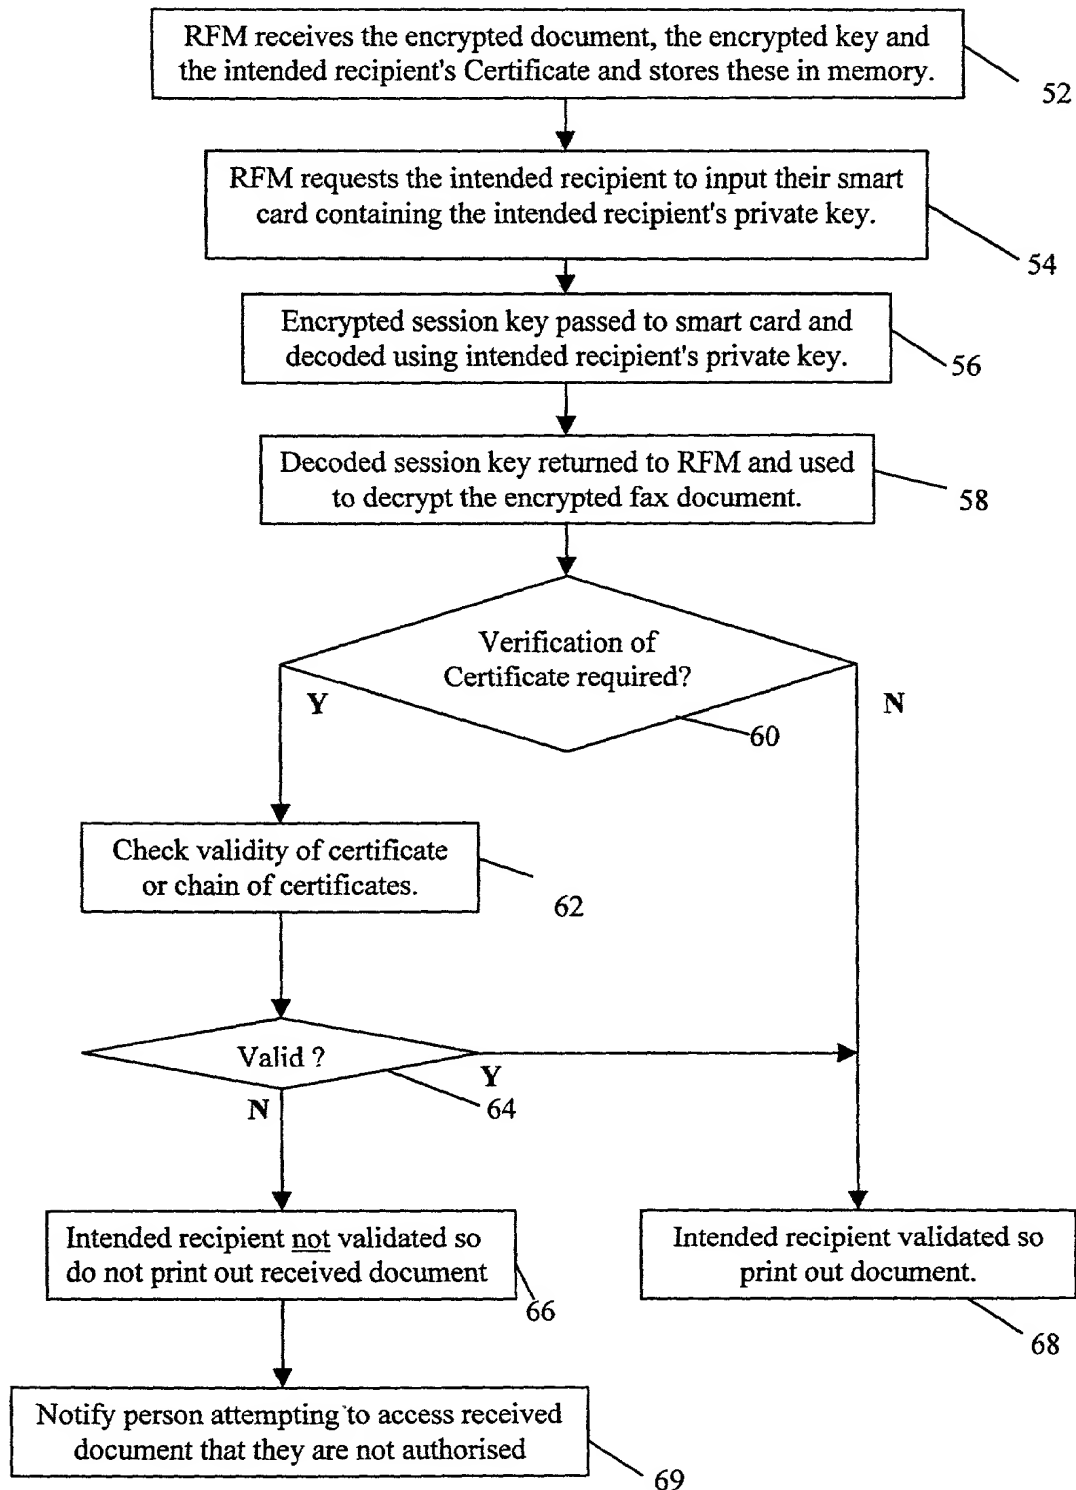 RFM receives the encrypted document, the encrypted key and
the intended recipient's Certificate and stores these in memory.
52
RFM requests the intended recipient to input their smart
card containing the intended recipient's private key.
54
Encrypted session key passed to smart card and
decoded using intended recipient's private key.
56
Decoded session key returned to RFM and used
to decrypt the encrypted fax document.
58
Verification of
Certificate required?
Y
N
60
Check validity of certificate
or chain of certificates.
62
Valid ?
Y
N
64
Intended recipient not validated so
do not print out received document
66
Intended recipient validated so
print out document.
68
Notify person attempting to access received
document that they are not authorised
69